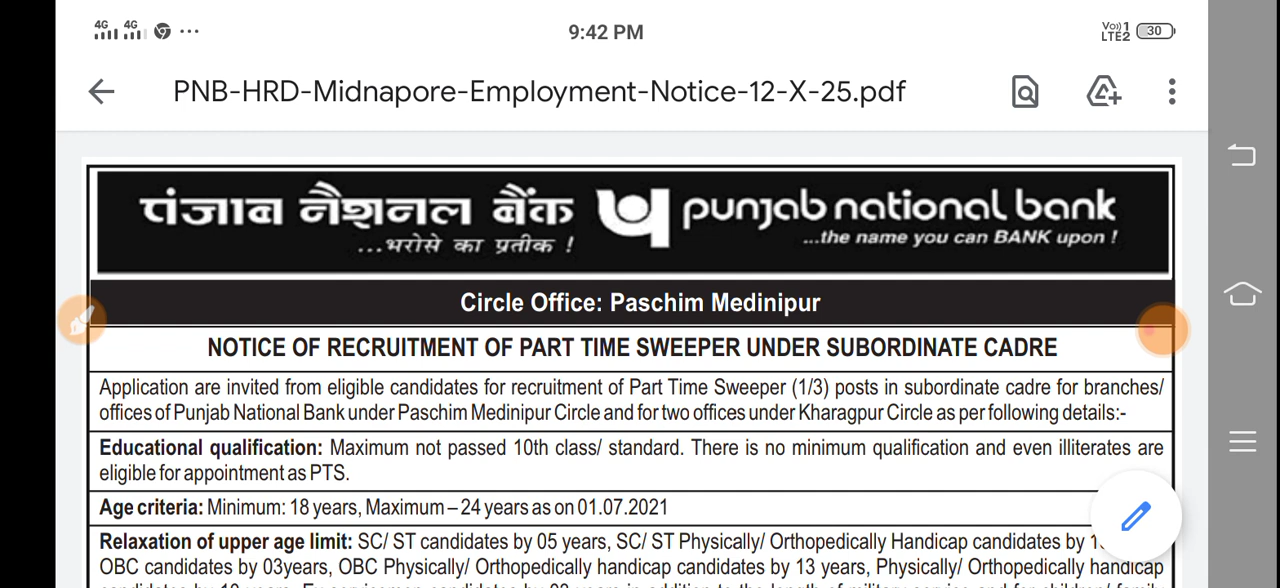 4G 4G ...
9:42 PM
Vo)) 1
LTE2
30
PNB-HRD-Midnapore-Employment-Notice-12-X-25.pdf
पंजाब नैशनल बैंक
...भरोसे का प्रतीक !
punjab national bank
...the name you can BANK upon !
Circle Office: Paschim Medinipur
NOTICE OF RECRUITMENT OF PART TIME SWEEPER UNDER SUBORDINATE CADRE
Application are invited from eligible candidates for recruitment of Part Time Sweeper (1/3) posts in subordinate cadre for branches/
offices of Punjab National Bank under Paschim Medinipur Circle and for two offices under Kharagpur Circle as per following details:-
Educational qualification: Maximum not passed 10th class/ standard. There is no minimum qualification and even illiterates are
eligible for appointment as PTS.
Age criteria: Minimum: 18 years, Maximum – 24 years as on 01.07.2021
Relaxation of upper age limit: SC/ ST candidates by 05 years, SC/ ST Physically/ Orthopedically Handicap candidates by
OBC candidates by 03years, OBC Physically/ Orthopedically handicap candidates by 13 years, Physically/ Orthopedically handicap